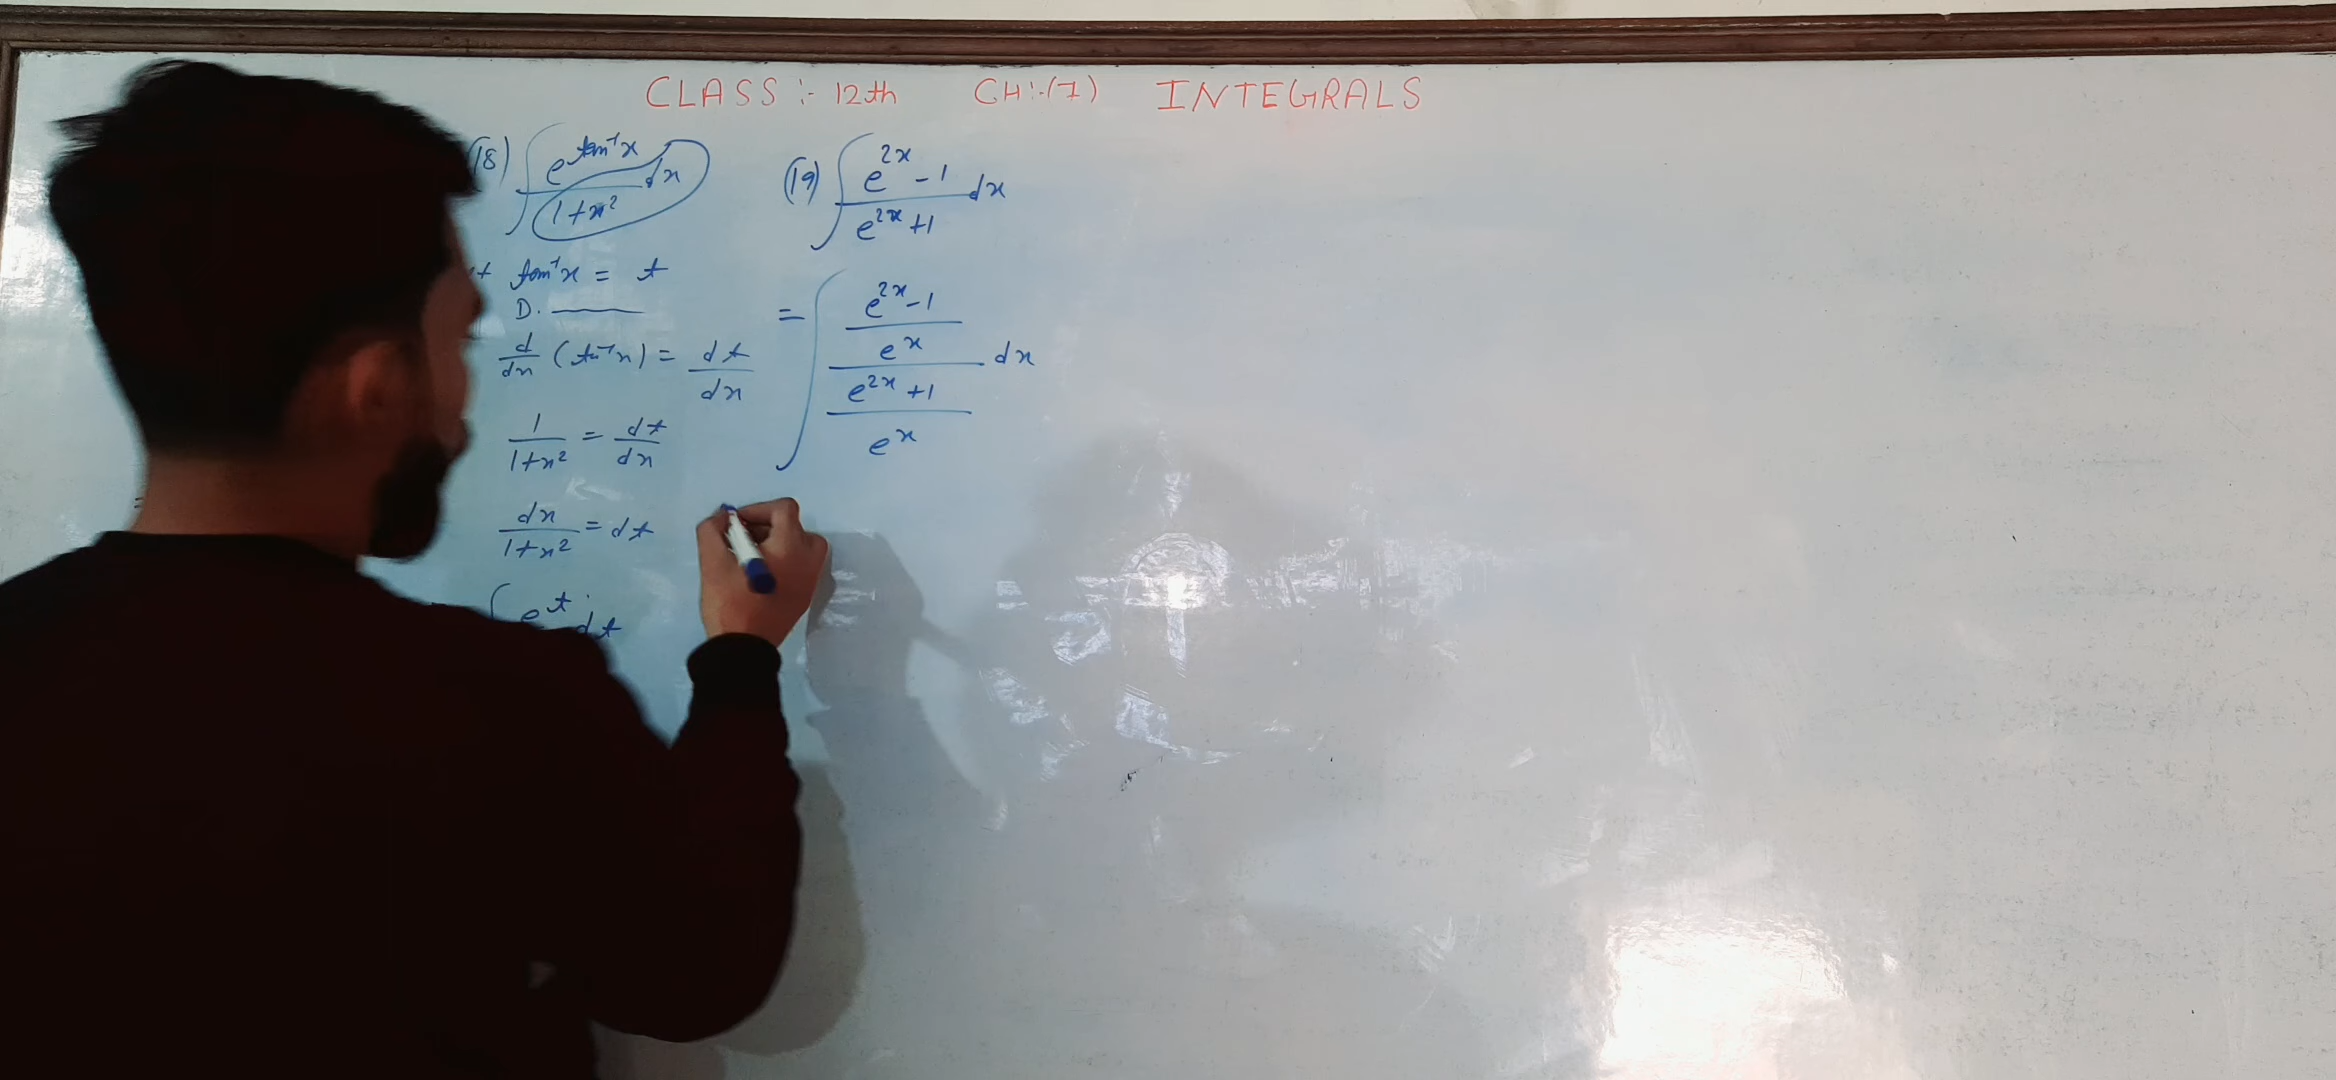 CLASS :- 12th CH:-(7) INTEGRALS
(18) ∫ e^{tan⁻¹x} / 1+x² dx
tan⁻¹x = t
D. ———
d/dx (tan⁻¹x) = dt/dx
1/1+x² = dt/dx
dx/1+x² = dt
∫ e^t dt
(19) ∫ e^{2x} - 1 / e^{2x} + 1 dx
= ∫ (e^{2x} - 1 / e^x) / (e^{2x} + 1 / e^x) dx